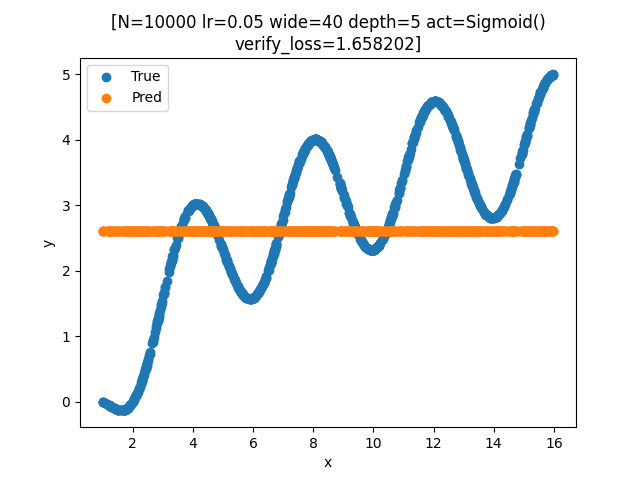 [N=10000 lr=0.05 wide=40 depth=5 act=Sigmoid()
verify_loss=1.658202]
True
Pred
5
4
3
2
1
0
y
2 4 6 8 10 12 14 16
x